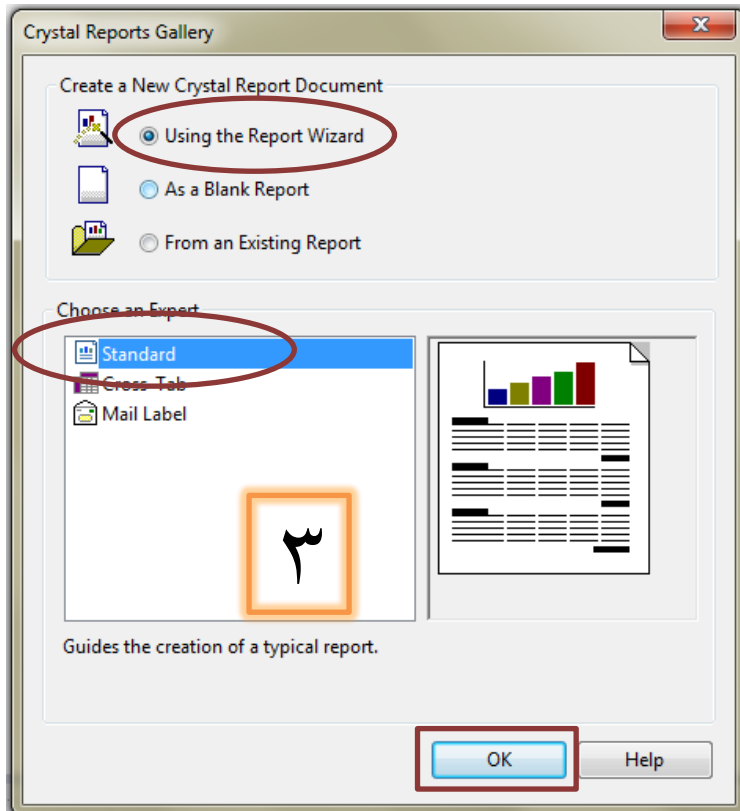 Crystal Reports Gallery
Create a New Crystal Report Document
Using the Report Wizard
As a Blank Report
From an Existing Report
Choose an Expert
Standard
Cross-Tab
Mail Label
٣
Guides the creation of a typical report.
OK
Help